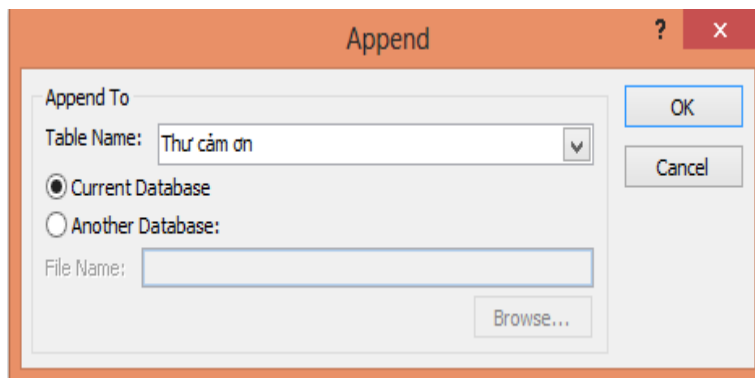 Append
? x
Append To
OK
Table Name: Thư cảm ơn
Cancel
Current Database
Another Database:
File Name:
Browse...